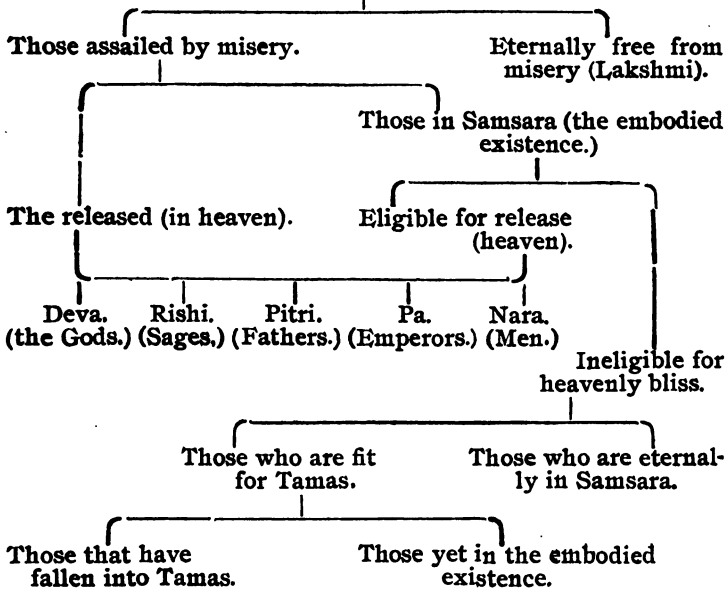 Those assailed by misery.
Eternally free from
misery (Lakshmi).
Those in Samsara (the embodied
existence.)
The released (in heaven).
Eligible for release
(heaven).
Deva. Rishi. Pitri. Pa. Nara.
(the Gods.) (Sages,) (Fathers.) (Emperors.) (Men.)
Ineligible for
heavenly bliss.
Those who are fit
for Tamas.
Those who are eternal-
ly in Samsara.
Those that have
fallen into Tamas.
Those yet in the embodied
existence.